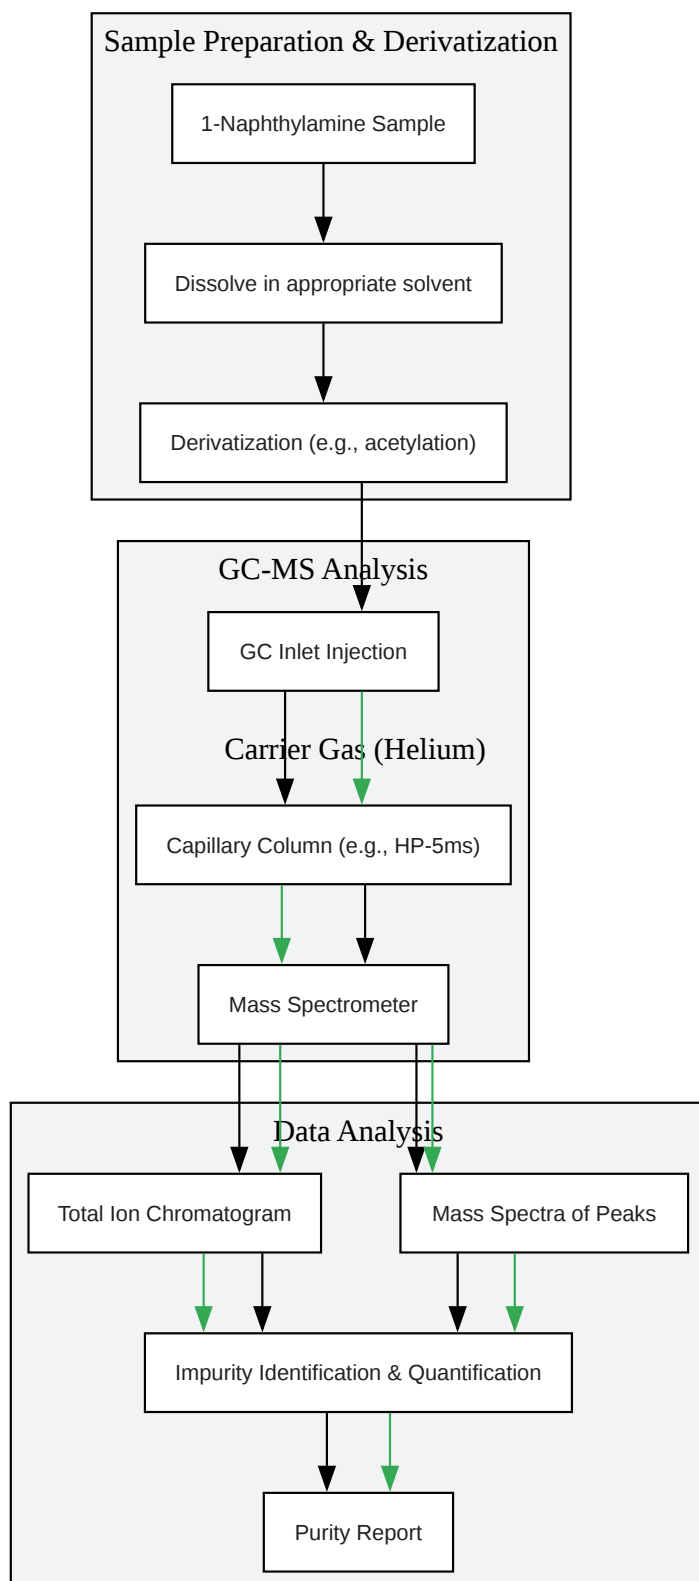 Sample Preparation & Derivatization
1-Naphthylamine Sample
Dissolve in appropriate solvent
Derivatization (e.g., acetylation)
GC-MS Analysis
GC Inlet Injection
Carrier Gas (Helium)
Capillary Column (e.g., HP-5ms)
Mass Spectrometer
Data Analysis
Total Ion Chromatogram
Mass Spectra of Peaks
Impurity Identification & Quantification
Purity Report